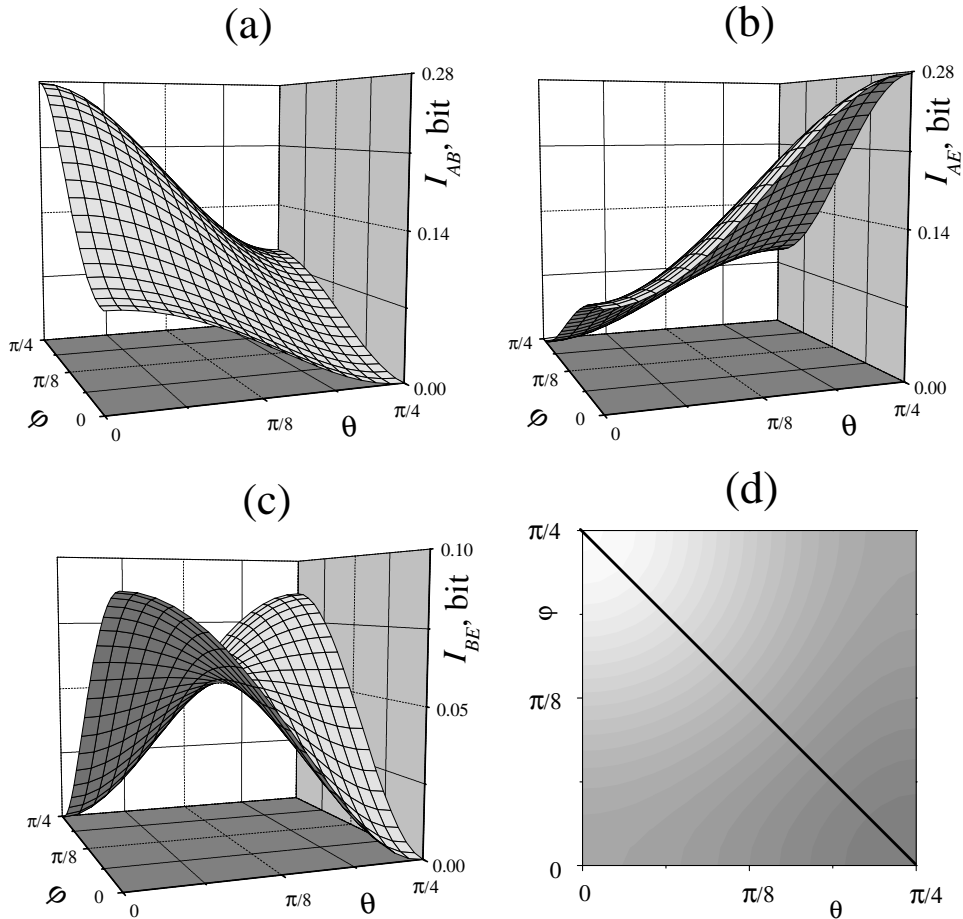 (a)
0.28
I_AB, bit
0.14
0.00
π/4
π/8
0
φ
0
π/8
θ
π/4
(b)
0.28
I_AE, bit
0.14
0.00
π/4
π/8
0
φ
0
π/8
θ
π/4
(c)
0.10
I_BE, bit
0.05
0.00
π/4
π/8
0
φ
0
π/8
θ
π/4
(d)
π/4
φ
π/8
0
0
π/8
θ
π/4